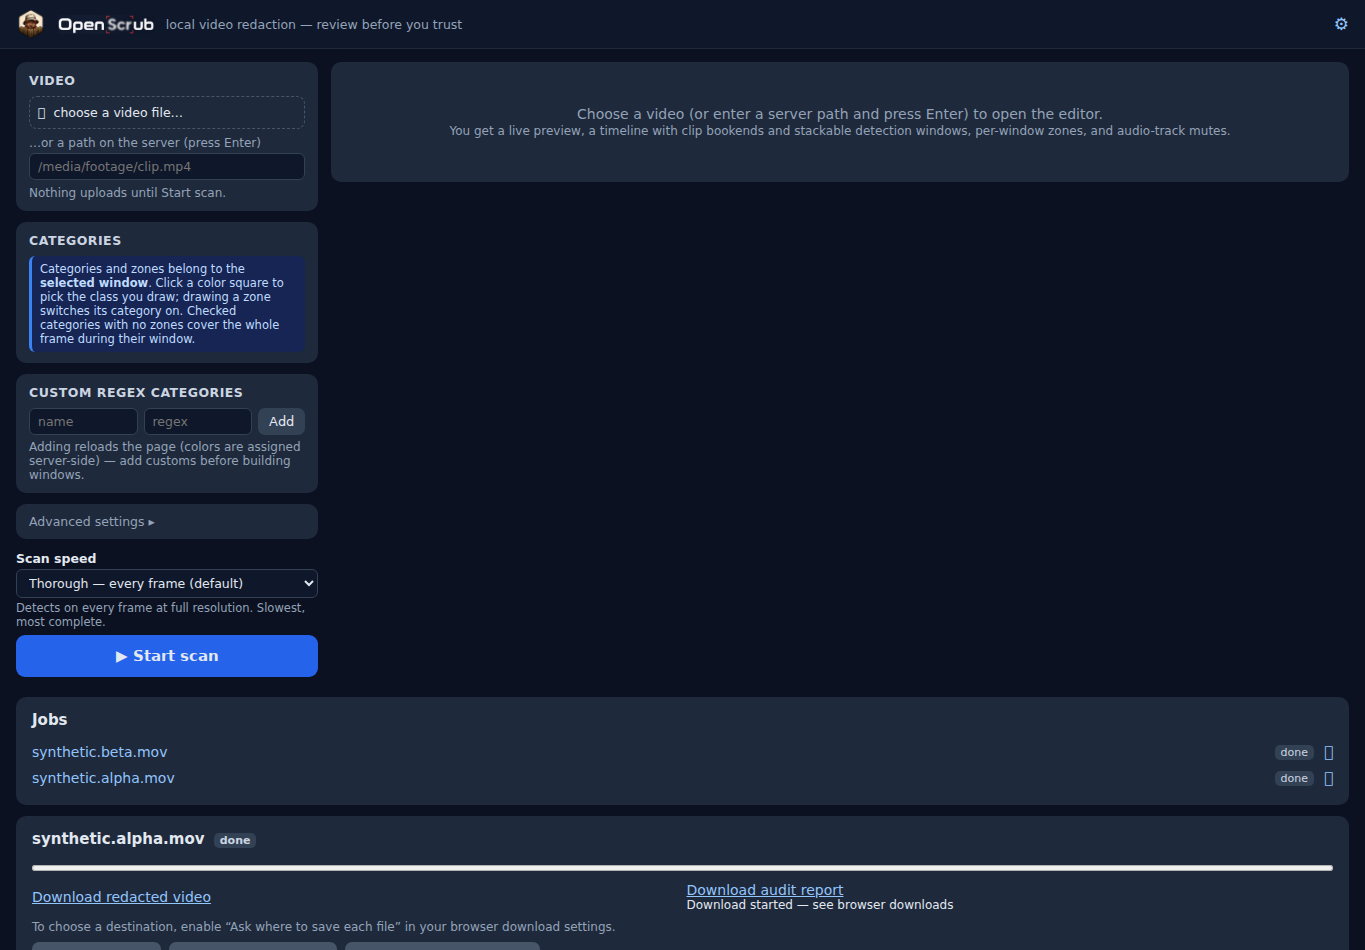 OpenScrub local video redaction — review before you trust
VIDEO
choose a video file...
...or a path on the server (press Enter)
/media/footage/clip.mp4
Nothing uploads until Start scan.
Choose a video (or enter a server path and press Enter) to open the editor.
You get a live preview, a timeline with clip bookends and stackable detection windows, per-window zones, and audio-track mutes.
CATEGORIES
Categories and zones belong to the
selected window. Click a color square to
pick the class you draw; drawing a zone
switches its category on. Checked
categories with no zones cover the whole
frame during their window.
CUSTOM REGEX CATEGORIES
name regex Add
Adding reloads the page (colors are assigned
server-side) — add customs before building
windows.
Advanced settings ▸
Scan speed
Thorough — every frame (default)
Detects on every frame at full resolution. Slowest,
most complete.
▶ Start scan
Jobs
synthetic.beta.mov done
synthetic.alpha.mov done
synthetic.alpha.mov done
Download redacted video
Download audit report
Download started — see browser downloads
To choose a destination, enable “Ask where to save each file” in your browser download settings.